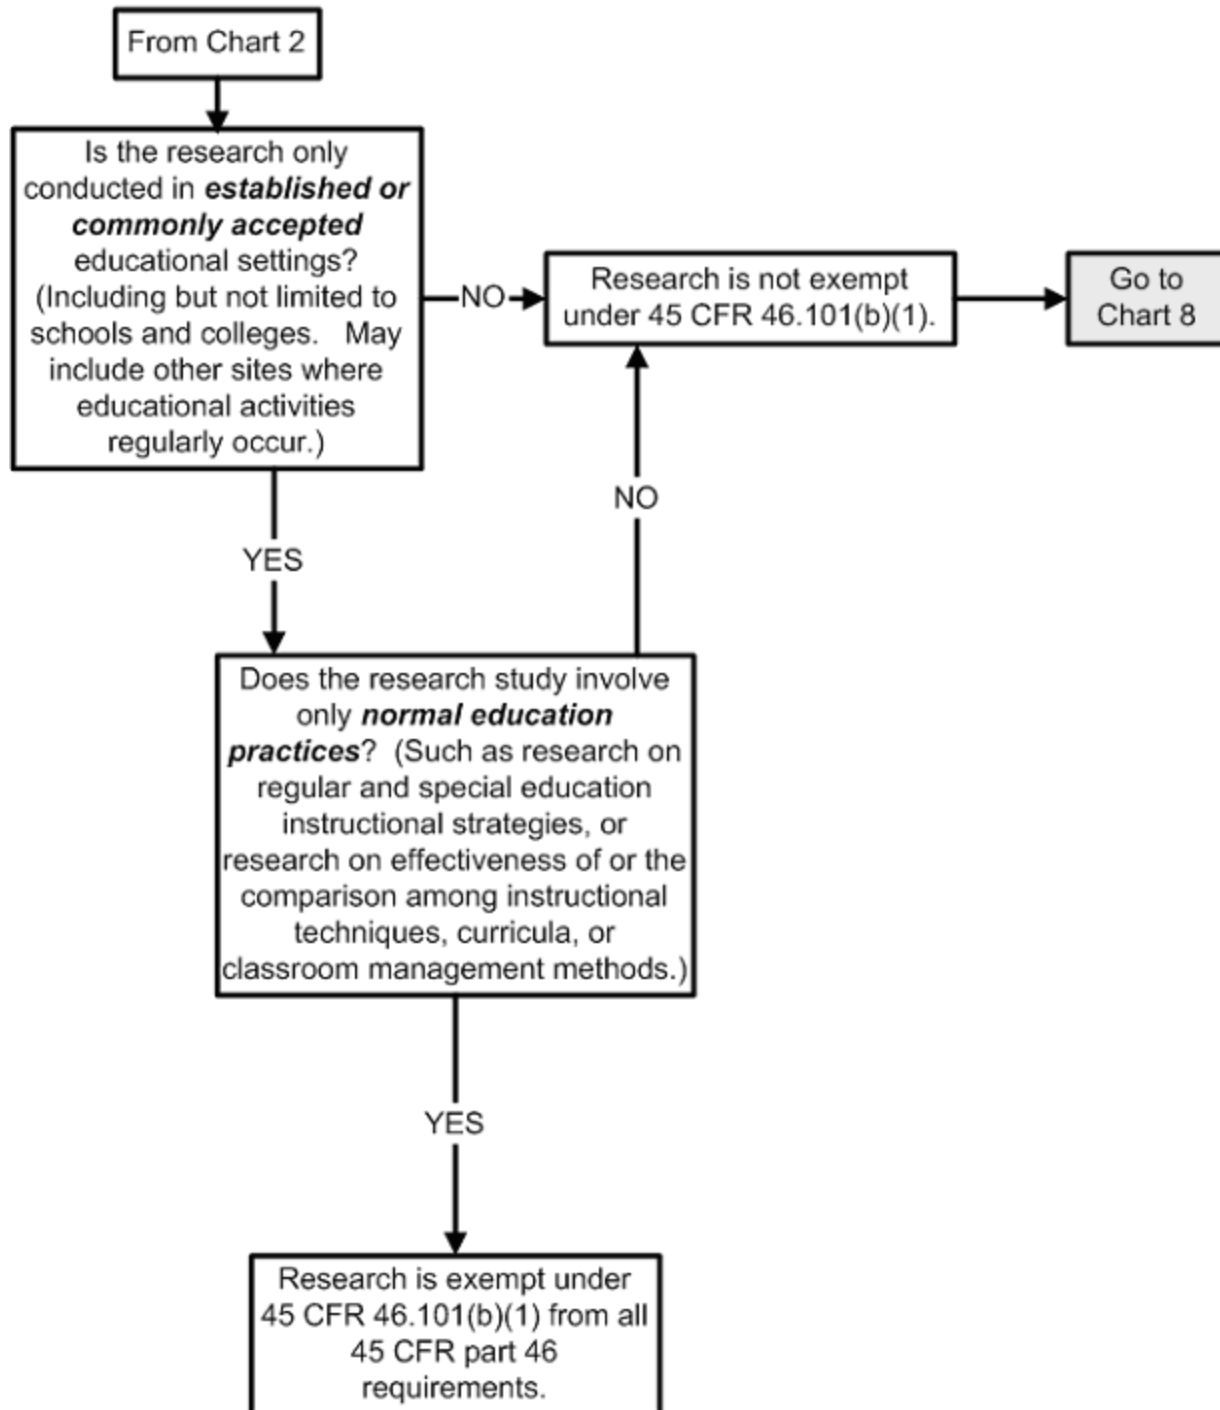 From Chart 2
Is the research only
conducted in established or
commonly accepted
educational settings?
(Including but not limited to
schools and colges. May
include other sites where
educational activities
regularly occur.)
NO
Research is not exempt
under 45 CFR 46.101(b)(1).
Go to
Chart 8
YES
NO
Does the research study involve
only normal education
practices? (Such as research on
regular and special education
instructional strategies, or
research on effectiveness of or the
comparison among instructional
techniques, curricula, or
classroom management methods.)
YES
Research is exempt under
45 CFR 46.101(b)(1) from all
45 CFR part 46
requirements.